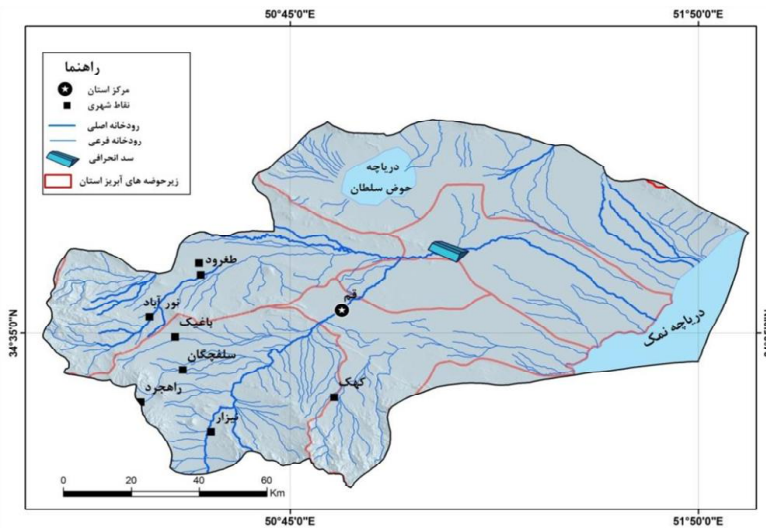 50°45'0"E
51°50'0"E
راهنما
مرکز استان
نقاط شهری
رودخانه اصلی
رودخانه فرعی
سد انحرافی
زیرحوضه های آبریز استان
دریاچه
حوض سلطان
طغرود
نور آباد
باغیک
سلفچگان
راهجرد
نیزار
قم
کهک
دریاچه نمک
34°35'0"N
0
20
40
60
Km
50°45'0"E
51°50'0"E